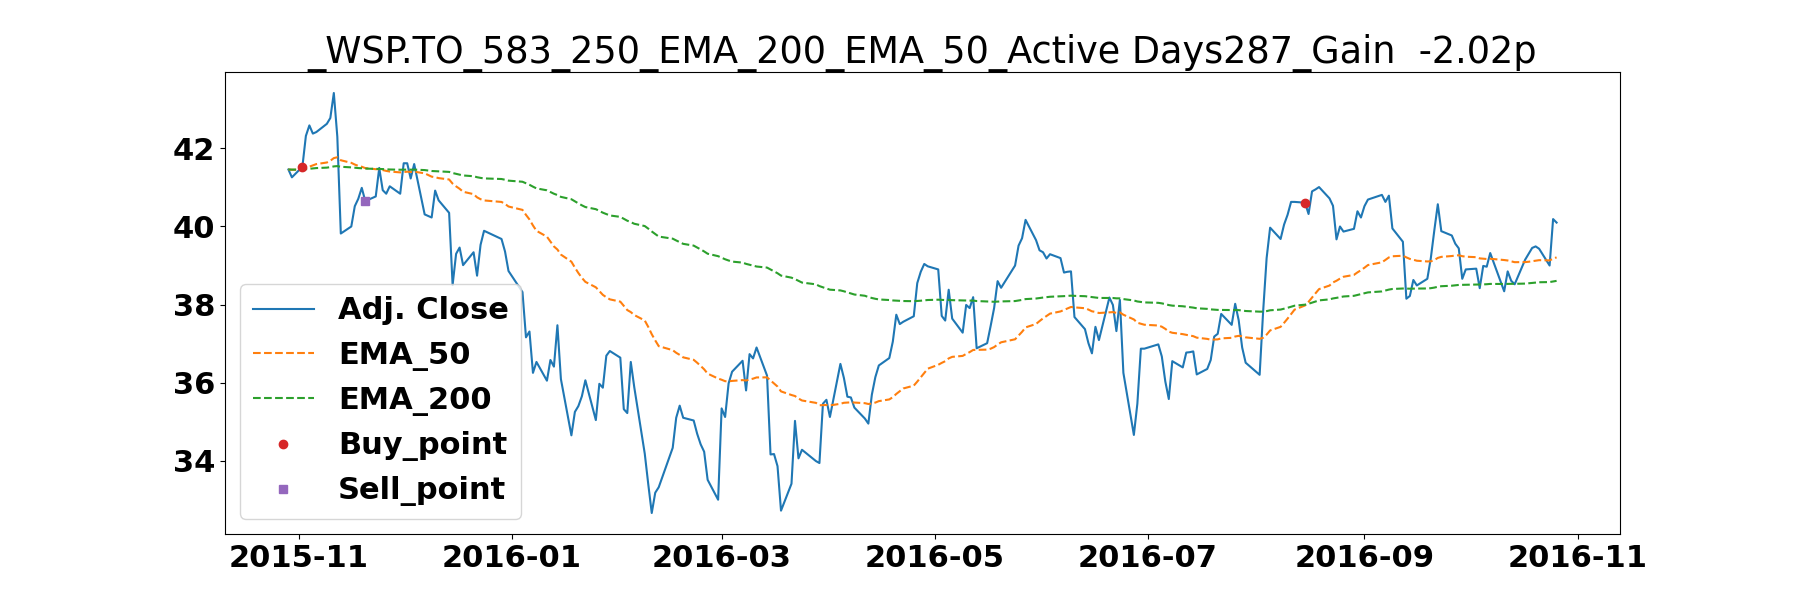 _WSP.TO_583_250_EMA_200_EMA_50_Active Days287_Gain  -2.02p
42
40
38
36
34
Adj. Close
EMA_50
EMA_200
Buy_point
Sell_point
2015-11 2016-01 2016-03 2016-05 2016-07 2016-09 2016-11